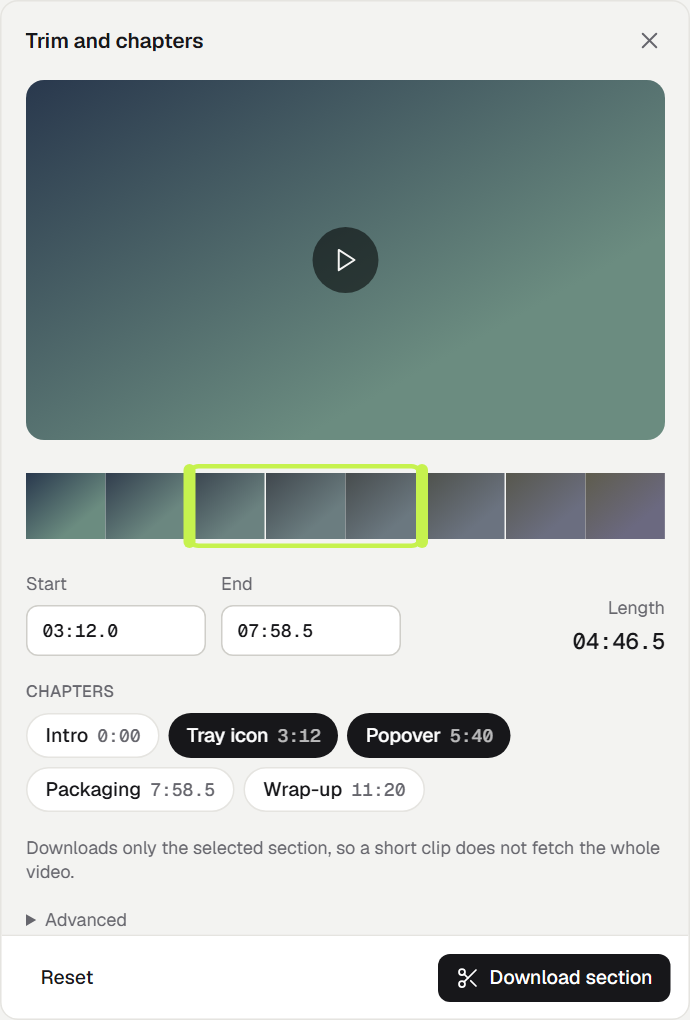 Trim and chapters
Start
End
Length
03:12.0
07:58.5
04:46.5
CHAPTERS
Intro 0:00
Tray icon 3:12
Popover 5:40
Packaging 7:58.5
Wrap-up 11:20
Downloads only the selected section, so a short clip does not fetch the whole
video.
Advanced
Reset
Download section